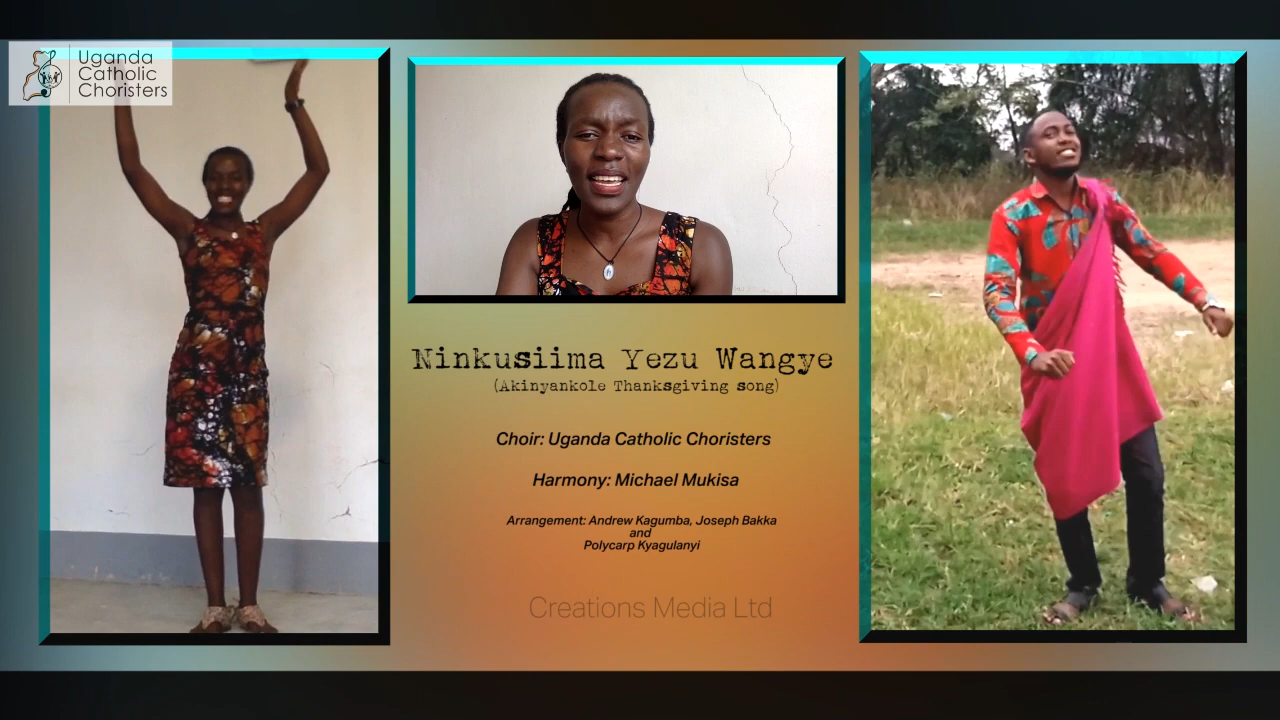 Uganda
Catholic
Choristers
Ninkusiima Yezu Wangye
(Akinyankole Thanksgiving song)
Choir: Uganda Catholic Choristers
Harmony: Michael Mukisa
Arrangement: Andrew Kagumba, Joseph Bakka
and
Polycarp Kyagulanyi
Creations Media Ltd